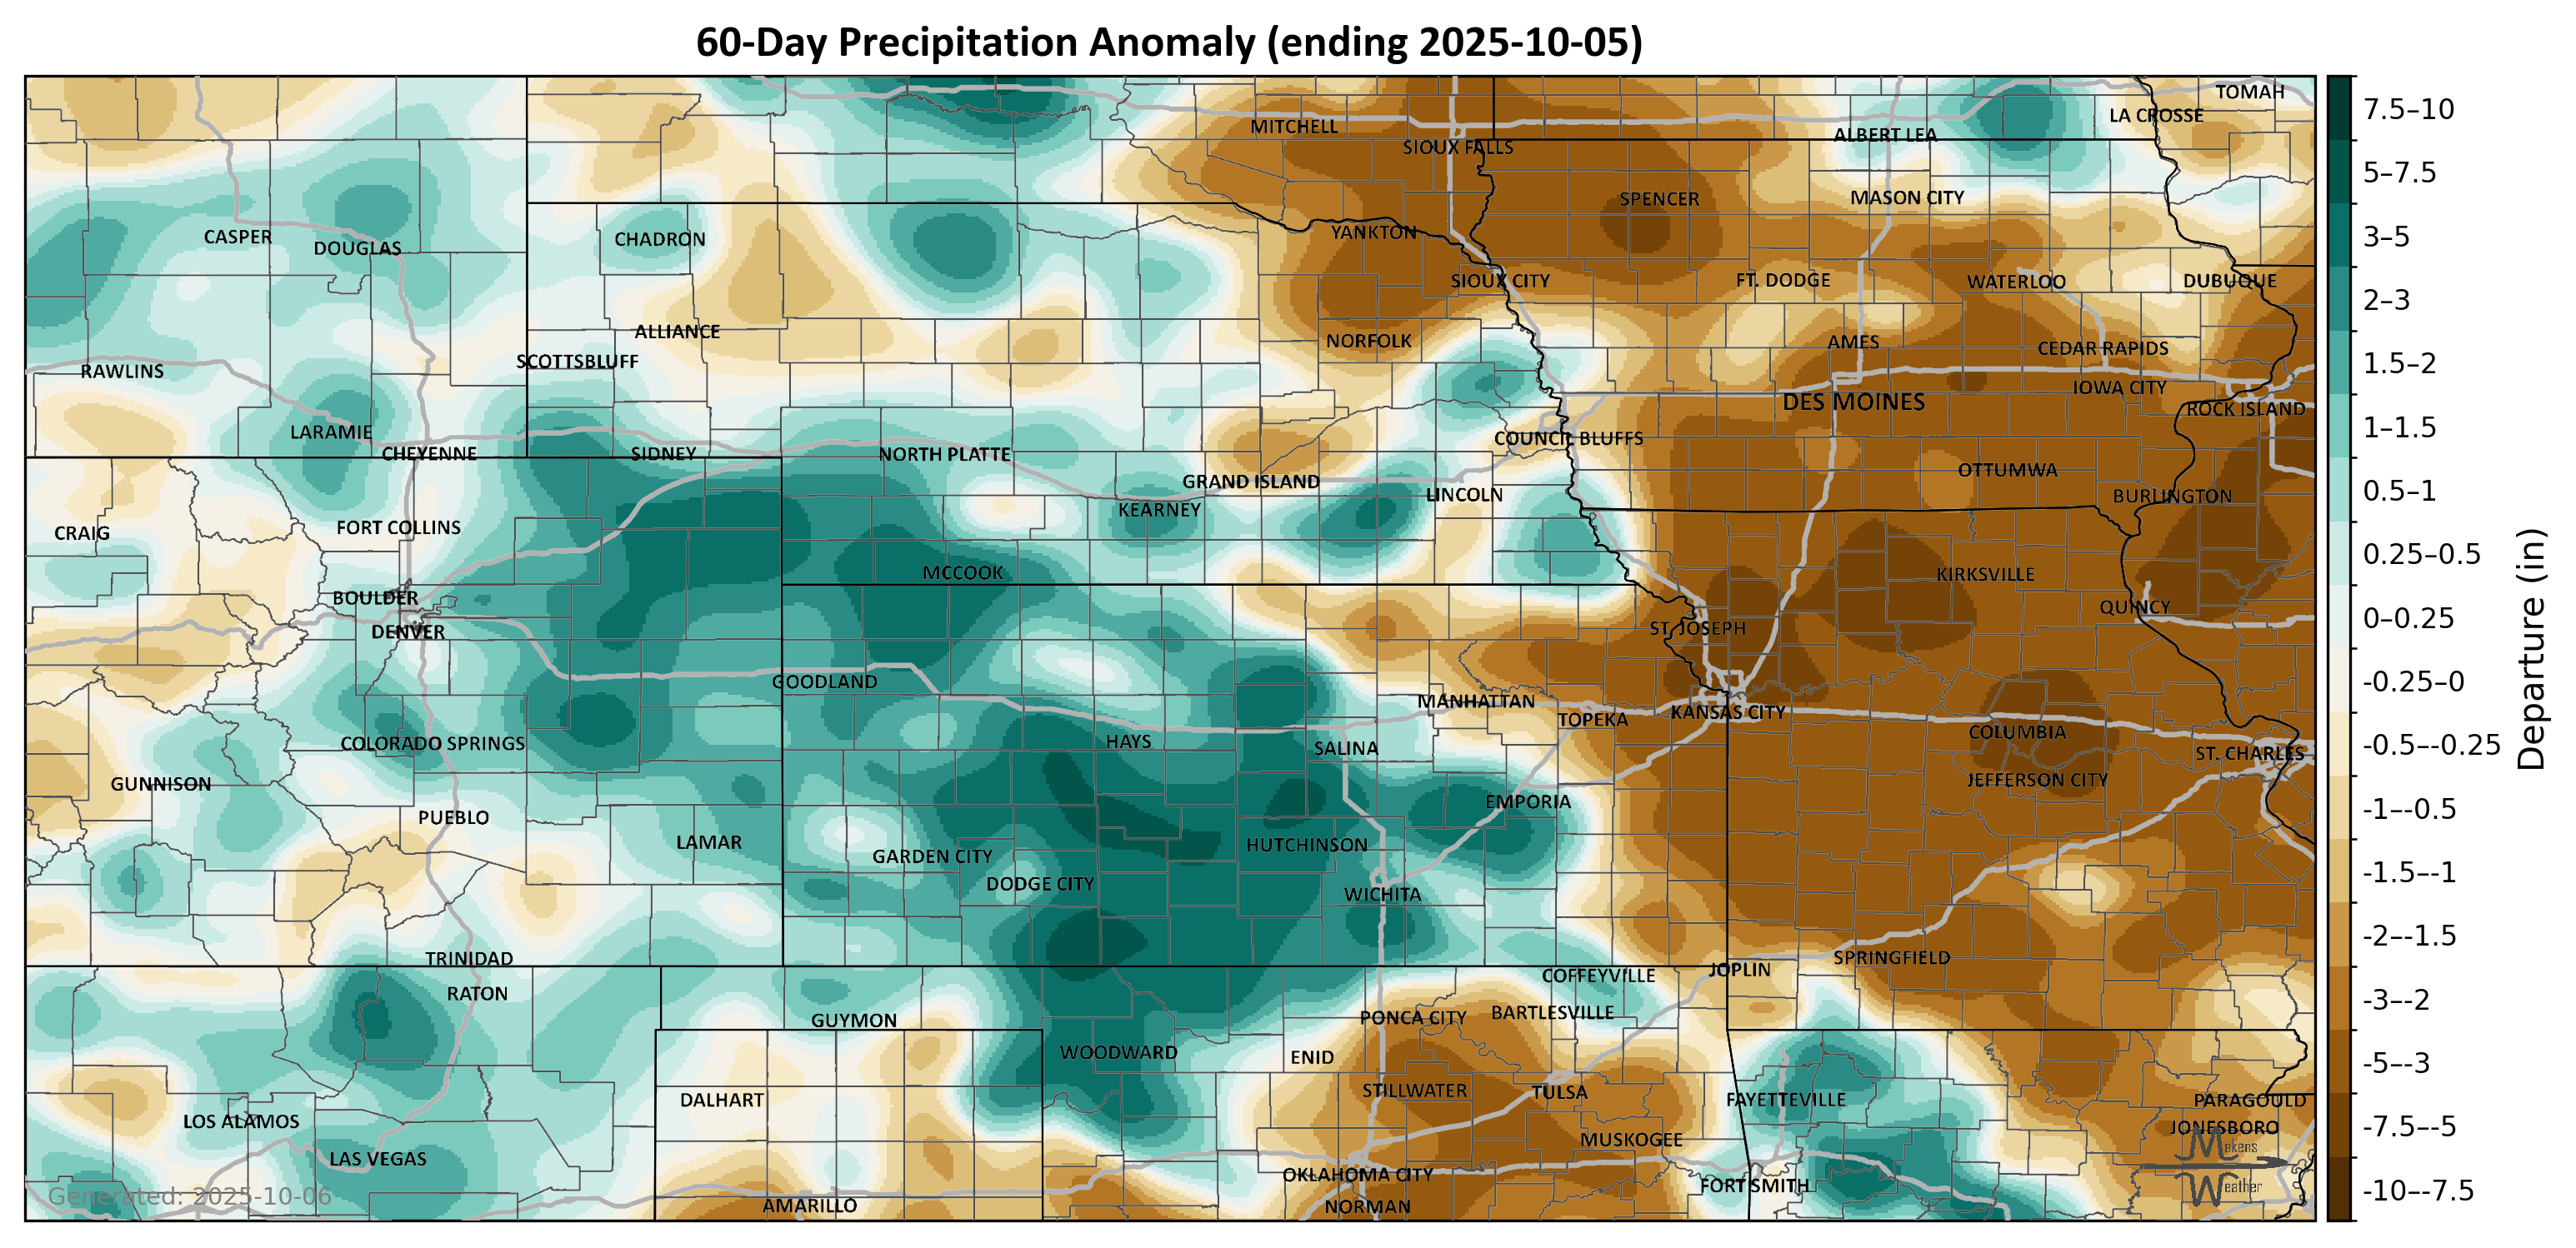 60-Day Precipitation Anomaly (ending 2025-10-05)
TOMAH
LA CROSSE
MITCHELL
ALBERT LEA
SIOUX FALLS
SPENCER
MASON CITY
YANKTON
CASPER
DOUGLAS
CHADRON
SIOUX CITY
FT. DODGE
WATERLOO
DUBUQUE
ALLIANCE
NORFOLK
AMES
CEDAR RAPIDS
SCOTTSBLUFF
RAWLINS
IOWA CITY
DES MOINES
ROCK ISLAND
LARAMIE
COUNCIL BLUFFS
CHEYENNE
SIDNEY
NORTH PLATTE
OTTUMWA
GRAND ISLAND
LINCOLN
BURLINGTON
KEARNEY
CRAIG
FORT COLLINS
MCCOOK
KIRKSVILLE
BOULDER
QUINCY
DENVER
ST. JOSEPH
GOODLAND
MANHATTAN
TOPEKA
KANSAS CITY
COLUMBIA
COLORADO SPRINGS
HAYS
SALINA
ST. CHARLES
GUNNISON
JEFFERSON CITY
EMPORIA
PUEBLO
LAMAR
GARDEN CITY
HUTCHINSON
DODGE CITY
WICHITA
TRINIDAD
SPRINGFIELD
COFFEYVILLE
JOPLIN
RATON
GUYMON
PONCA CITY
BARTLESVILLE
WOODWARD
ENID
STILLWATER
TULSA
DALHART
FAYETTEVILLE
PARAGOULD
LOS ALAMOS
JONESBORO
MUSKOGEE
LAS VEGAS
OKLAHOMA CITY
FORT SMITH
AMARILLO
NORMAN
Makens
Weather
Generated: 2025-10-06
7.5–10
5–7.5
3–5
2–3
1.5–2
1–1.5
0.5–1
0.25–0.5
0–0.25
-0.25–0
-0.5–-0.25
-1–-0.5
-1.5–-1
-2–-1.5
-3–-2
-5–-3
-7.5–-5
-10–-7.5
Departure (in)